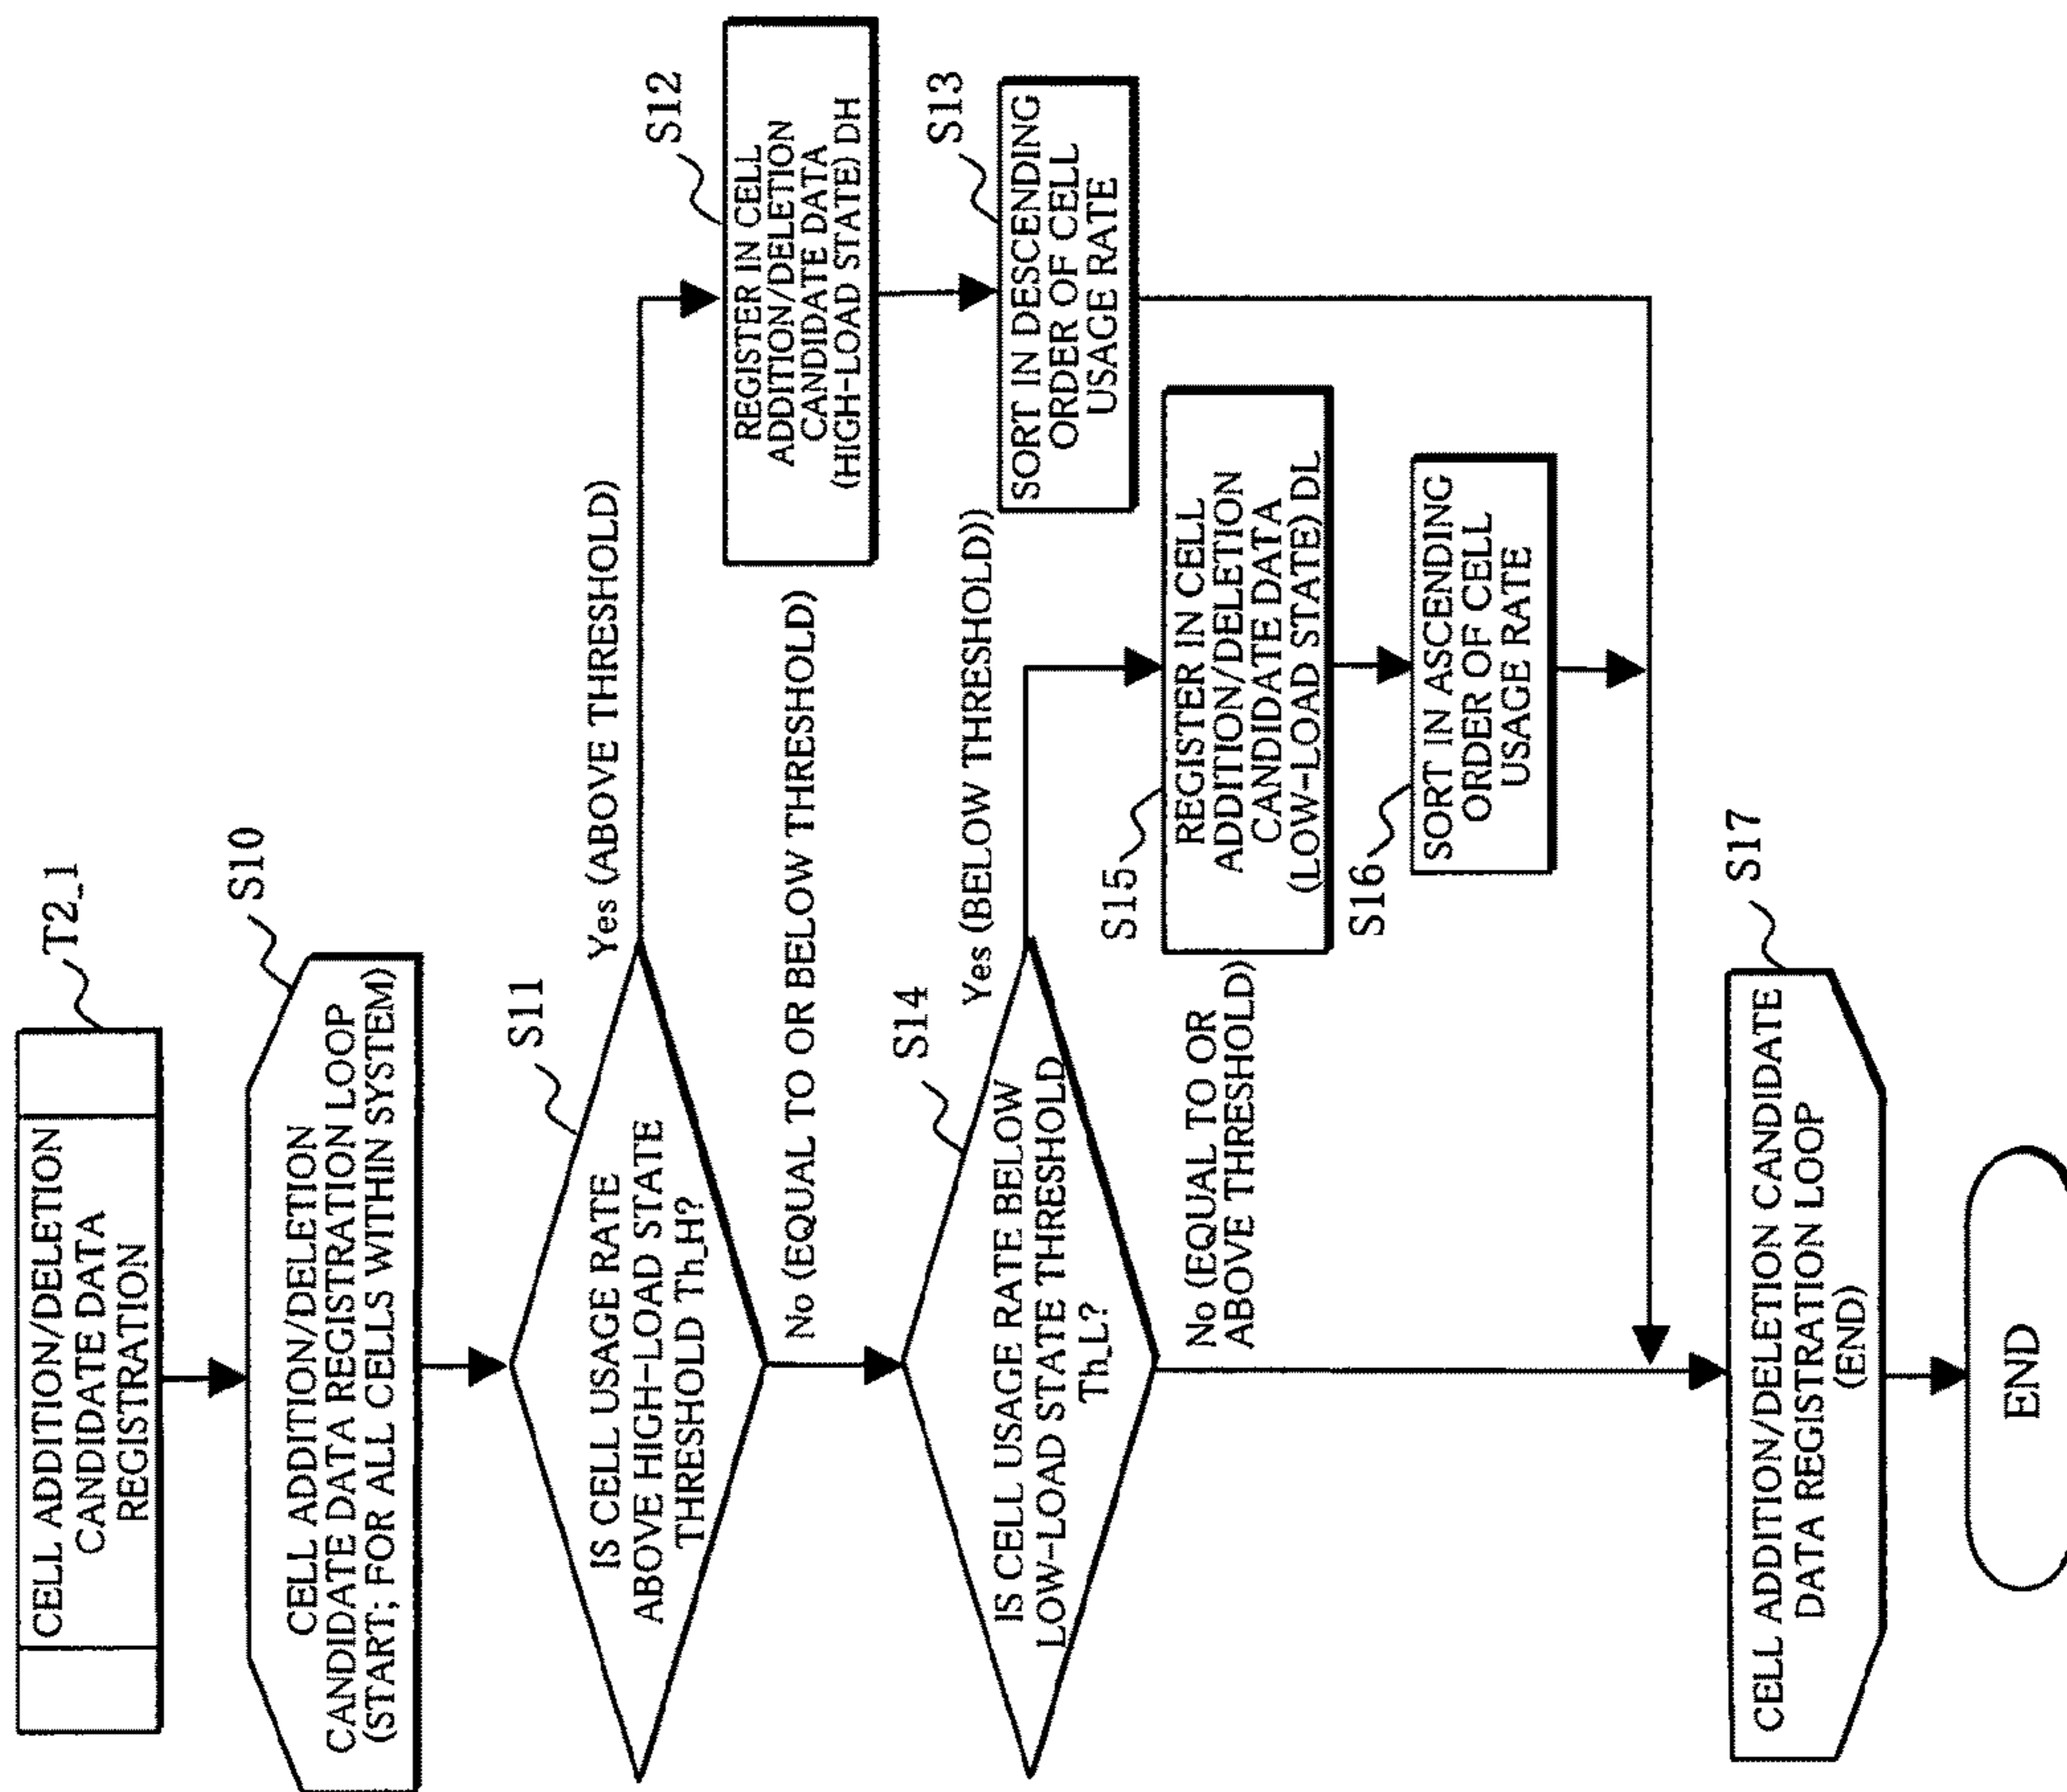 CELL ADDITION/DELETION
CANDIDATE DATA
REGISTRATION
T2_1
CELL ADDITION/DELETION
CANDIDATE DATA REGISTRATION LOOP
(START; FOR ALL CELLS WITHIN SYSTEM)
S10
IS CELL USAGE RATE
ABOVE HIGH-LOAD STATE
THRESHOLD Th_H?
S11
Yes (ABOVE THRESHOLD)
REGISTER IN CELL
ADDITION/DELETION
CANDIDATE DATA
(HIGH-LOAD STATE) DH
S12
No (EQUAL TO OR BELOW THRESHOLD)
SORT IN DESCENDING
ORDER OF CELL
USAGE RATE
S13
IS CELL USAGE RATE BELOW
LOW-LOAD STATE THRESHOLD
Th_L?
S14
Yes (BELOW THRESHOLD))
S15
REGISTER IN CELL
ADDITION/DELETION
CANDIDATE DATA
(LOW-LOAD STATE) DL
No (EQUAL TO OR
ABOVE THRESHOLD)
S16
SORT IN ASCENDING
ORDER OF CELL
USAGE RATE
CELL ADDITION/DELETION CANDIDATE
DATA REGISTRATION LOOP
(END)
S17
END